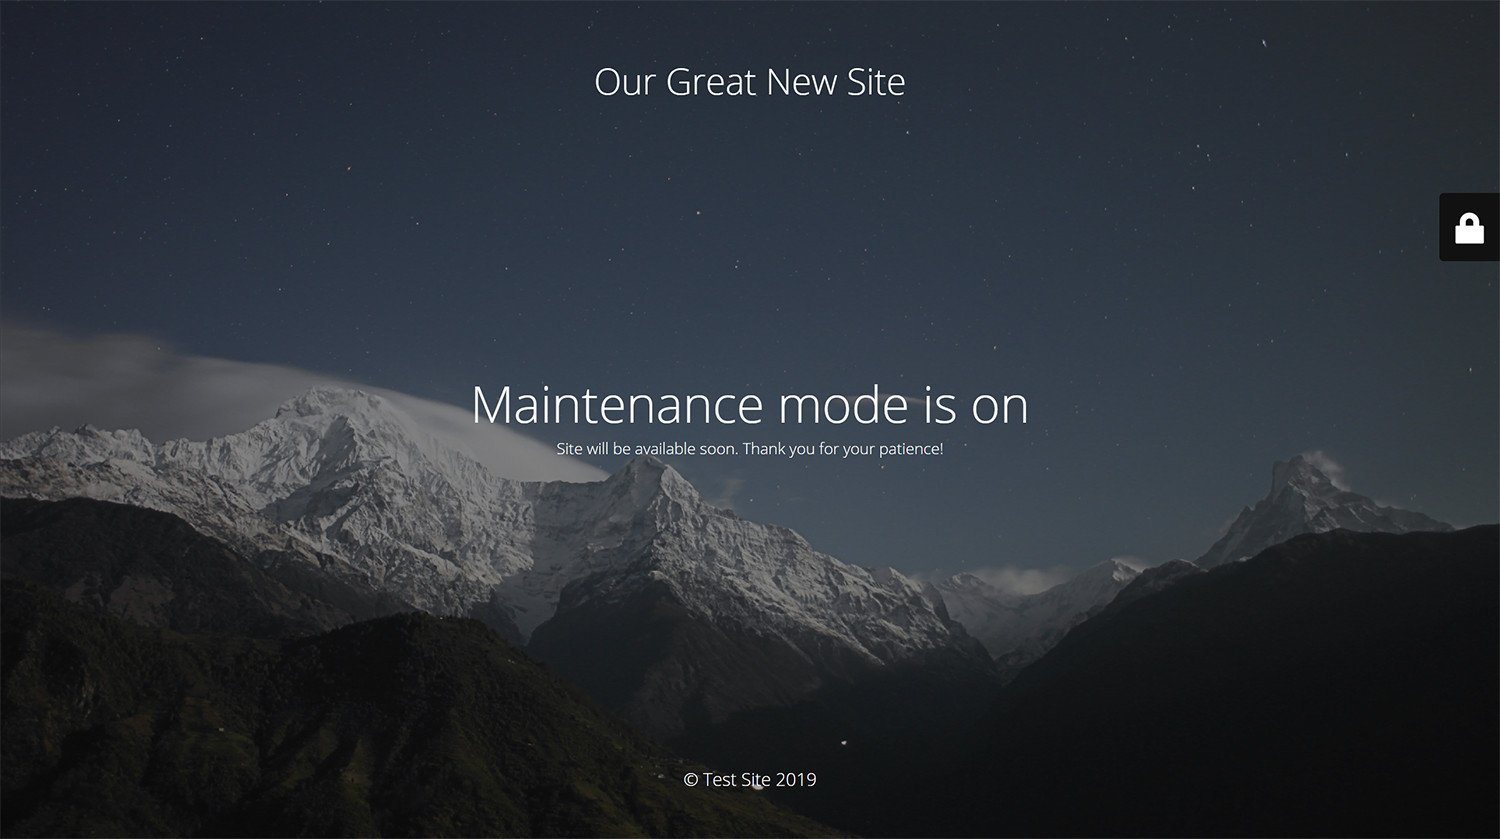 Our Great New Site
Maintenance mode is on
Site will be available soon. Thank you for your patience!
© Test Site 2019